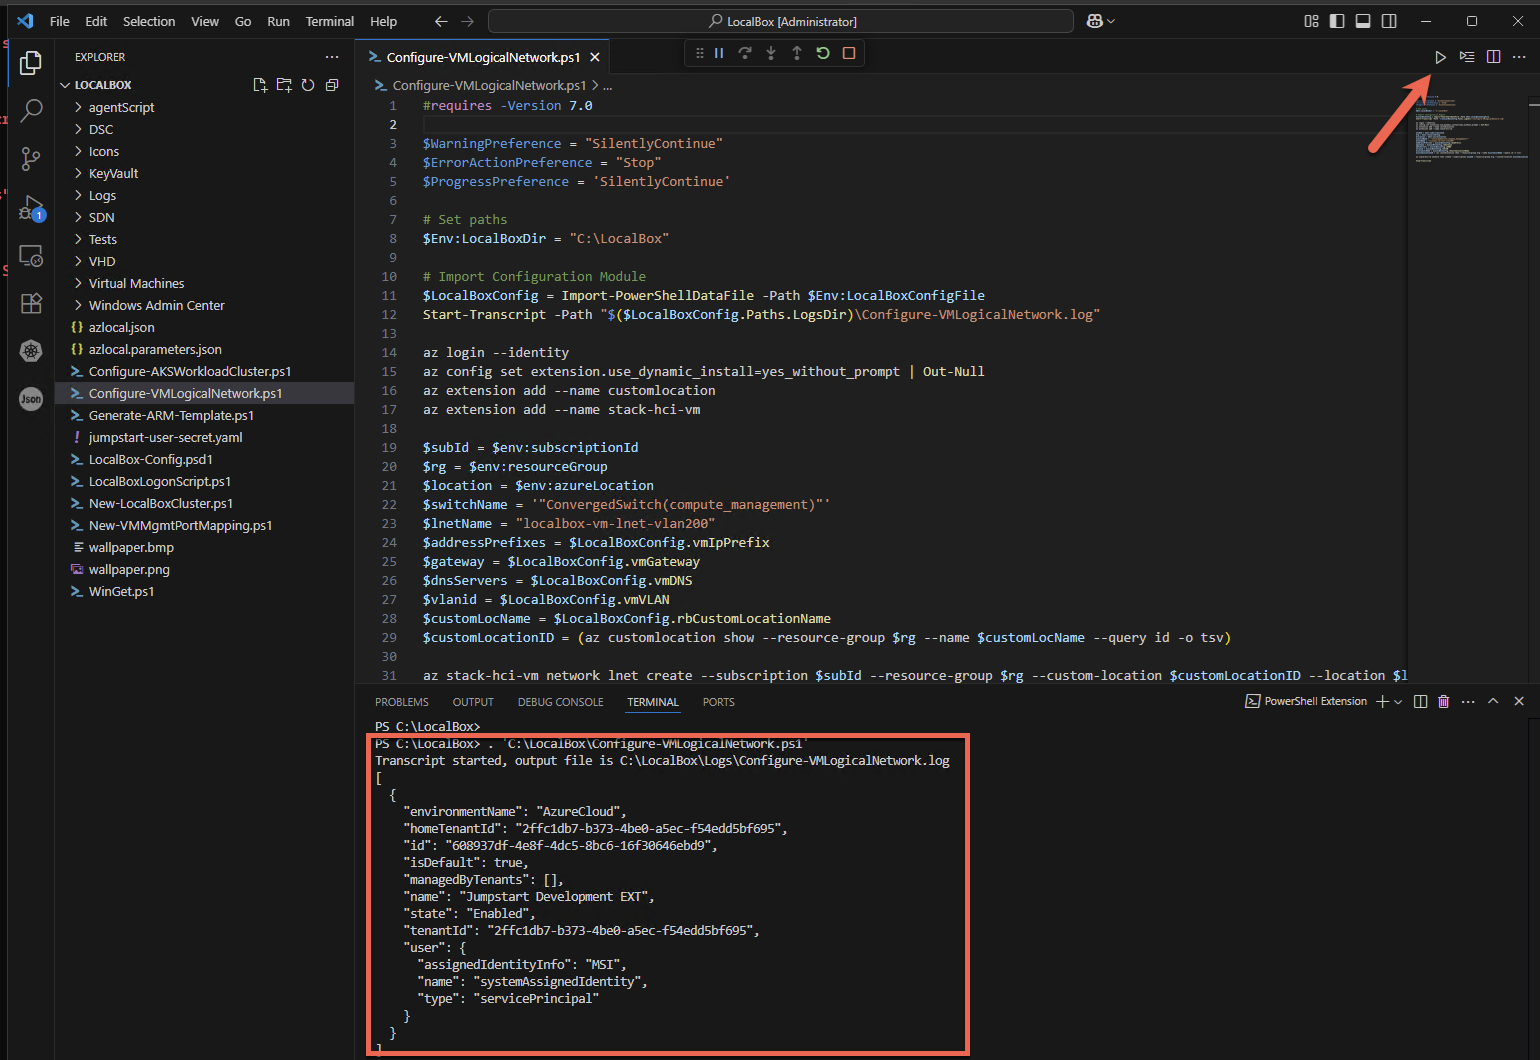 File Edit Selection View Go Run Terminal Help
LocalBox [Administrator]
EXPLORER
LOCALBOX
agentScript
DSC
Icons
KeyVault
Logs
SDN
Tests
VHD
Virtual Machines
Windows Admin Center
{} azlocal.json
{} azlocal.parameters.json
Configure-AKSWorkloadCluster.ps1
Configure-VMLogicalNetwork.ps1
Generate-ARM-Template.ps1
! jumpstart-user-secret.yaml
LocalBox-Config.psd1
LocalBoxLogonScript.ps1
New-LocalBoxCluster.ps1
New-VMMgmtPortMapping.ps1
wallpaper.bmp
wallpaper.png
WinGet.ps1
1
Json
Configure-VMLogicalNetwork.ps1
Configure-VMLogicalNetwork.ps1 > ...
1 #requires -Version 7.0
2
3 $WarningPreference = "SilentlyContinue"
4 $ErrorActionPreference = "Stop"
5 $ProgressPreference = 'SilentlyContinue'
6
7 # Set paths
8 $Env:LocalBoxDir = "C:\LocalBox"
9
10 # Import Configuration Module
11 $LocalBoxConfig = Import-PowerShellDataFile -Path $Env:LocalBoxConfigFile
12 Start-Transcript -Path "$($LocalBoxConfig.Paths.LogsDir)\Configure-VMLogicalNetwork.log"
13
14 az login --identity
15 az config set extension.use_dynamic_install=yes_without_prompt | Out-Null
16 az extension add --name customlocation
17 az extension add --name stack-hci-vm
18
19 $subId = $env:subscriptionId
20 $rg = $env:resourceGroup
21 $location = $env:azureLocation
22 $switchName = '"ConvergedSwitch(compute_management)"'
23 $lnetName = "localbox-vm-lnet-vlan200"
24 $addressPrefixes = $LocalBoxConfig.vmIpPrefix
25 $gateway = $LocalBoxConfig.vmGateway
26 $dnsServers = $LocalBoxConfig.vmDNS
27 $vlanid = $LocalBoxConfig.vmVLAN
28 $customLocName = $LocalBoxConfig.rbCustomLocationName
29 $customLocationID = (az customlocation show --resource-group $rg --name $customLocName --query id -o tsv)
30
31 az stack-hci-vm network lnet create --subscription $subId --resource-group $rg --custom-location $customLocationID --location $l
PROBLEMS OUTPUT DEBUG CONSOLE TERMINAL PORTS
PowerShell Extension
PS C:\LocalBox>
PS C:\LocalBox> . 'C:\LocalBox\Configure-VMLogicalNetwork.ps1'
Transcript started, output file is C:\LocalBox\Logs\Configure-VMLogicalNetwork.log
[
{
"environmentName": "AzureCloud",
"homeTenantId": "2ffc1db7-b373-4be0-a5ec-f54edd5bf695",
"id": "608937df-4e8f-4dc5-8bc6-16f30646ebd9",
"isDefault": true,
"managedByTenants": [],
"name": "Jumpstart Development EXT",
"state": "Enabled",
"tenantId": "2ffc1db7-b373-4be0-a5ec-f54edd5bf695",
"user": {
"assignedIdentityInfo": "MSI",
"name": "systemAssignedIdentity",
"type": "servicePrincipal"
}
}
]